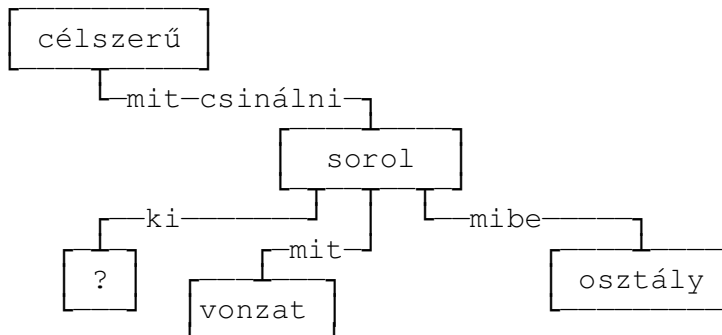 célszerű
mit csinálni
sorol
ki
mibe
mit
?
osztály
vonzat